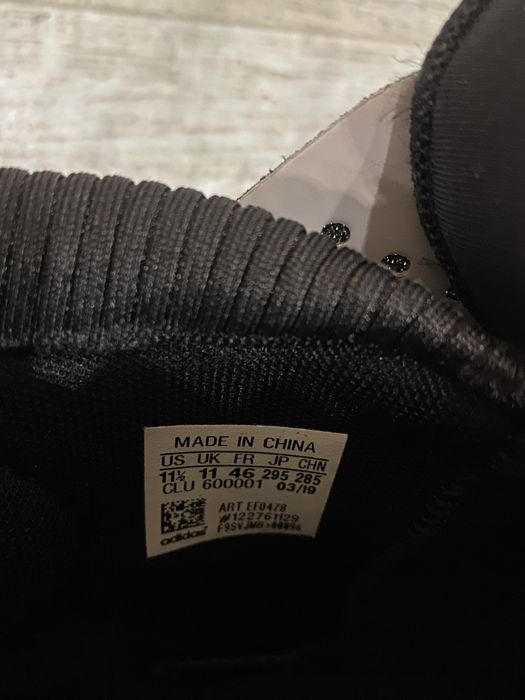 MADE IN CHINA
US UK FR JP CHN
11½ 11 46 295 285
CLU 600001 03/19
ART EF0478
#122761129
adidas